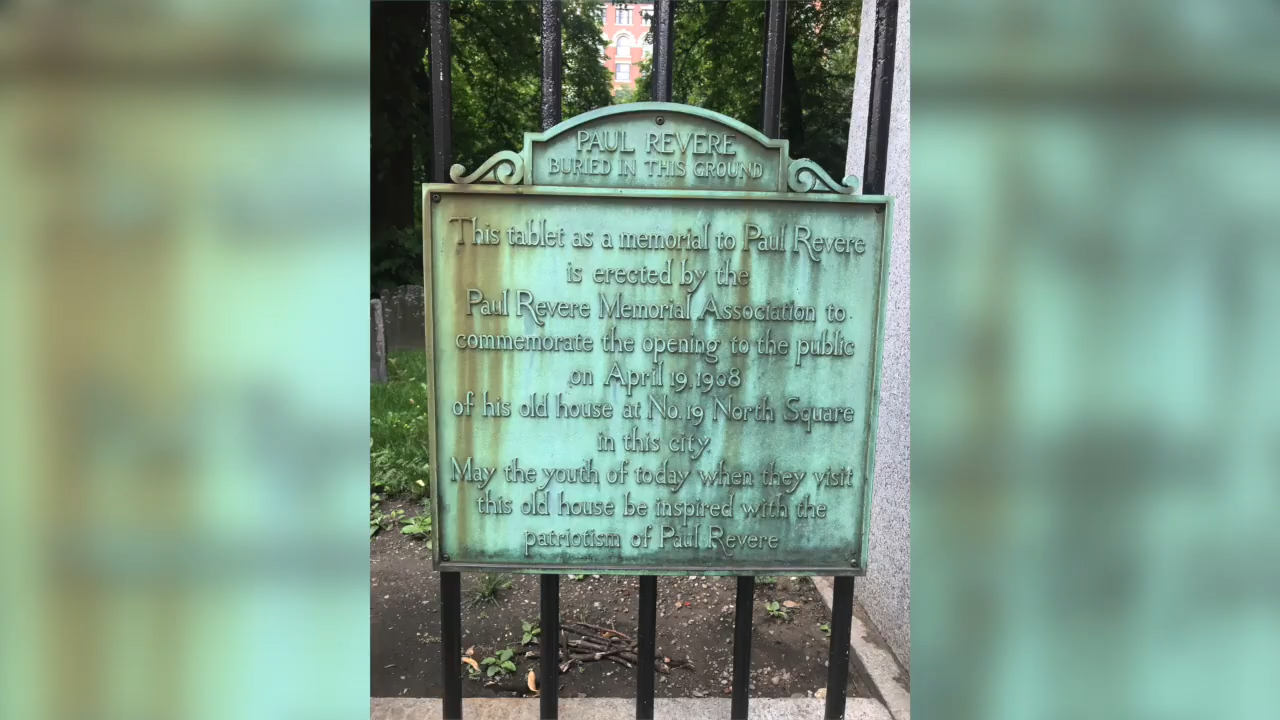 PAUL REVERE
BURIED IN THIS GROUND
This tablet as a memorial to Paul Revere
is erected by the
Paul Revere Memorial Association to
commemorate the opening to the public
on April 19, 1908
of his old house at No. 19 North Square
in this city.
May the youth of today when they visit
this old house be inspired with the
patriotism of Paul Revere